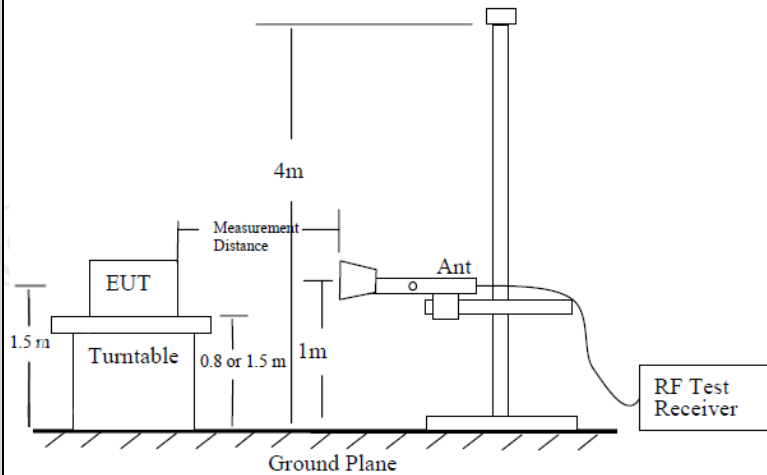 4m
Measurement
Distance
Ant
EUT
1.5 m
Turntable
0.8 or 1.5 m
1m
RF Test
Receiver
Ground Plane